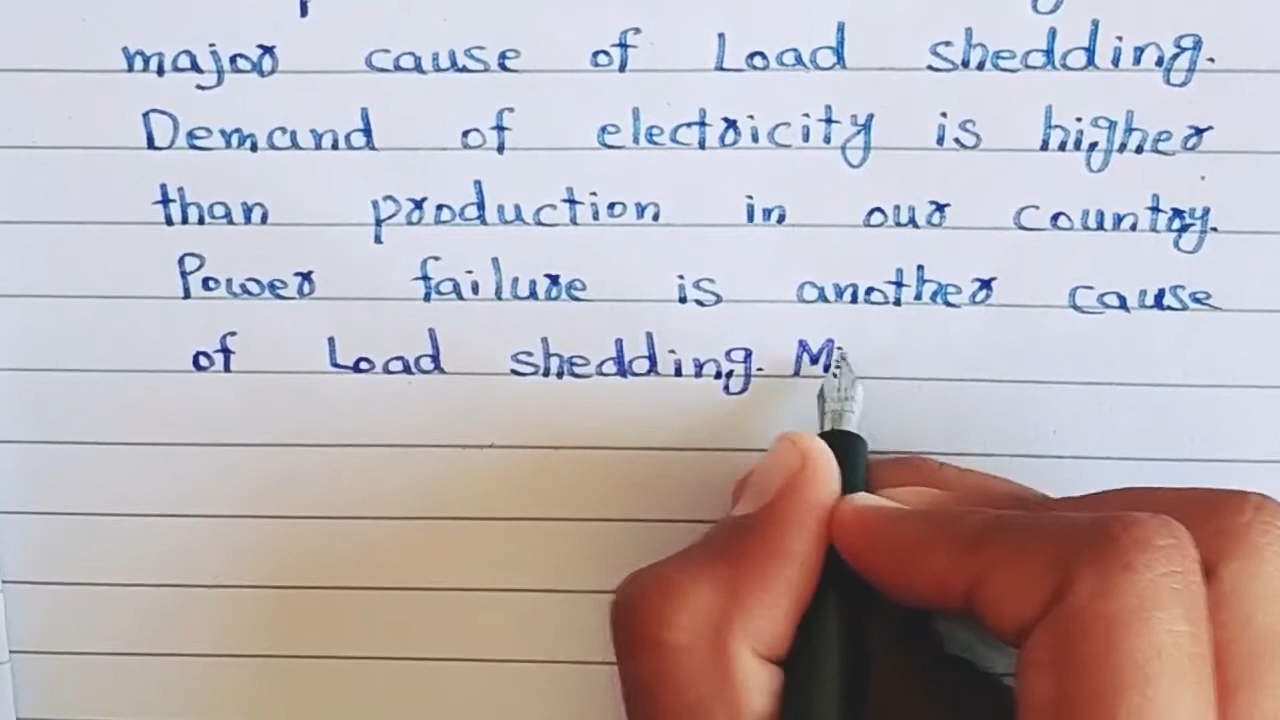 major cause of Load shedding.
Demand of electricity is higher
than production in our country.
Power failure is another cause
of Load shedding. M